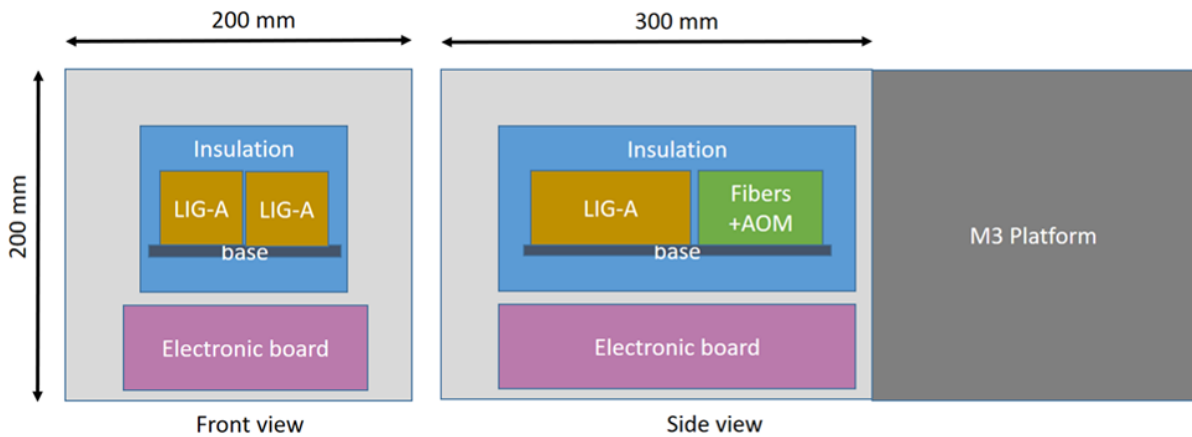 200 mm
300 mm
200 mm
Insulation
LIG-A
LIG-A
base
Electronic board
Insulation
LIG-A
Fibers
+AOM
base
Electronic board
M3 Platform
Front view
Side view